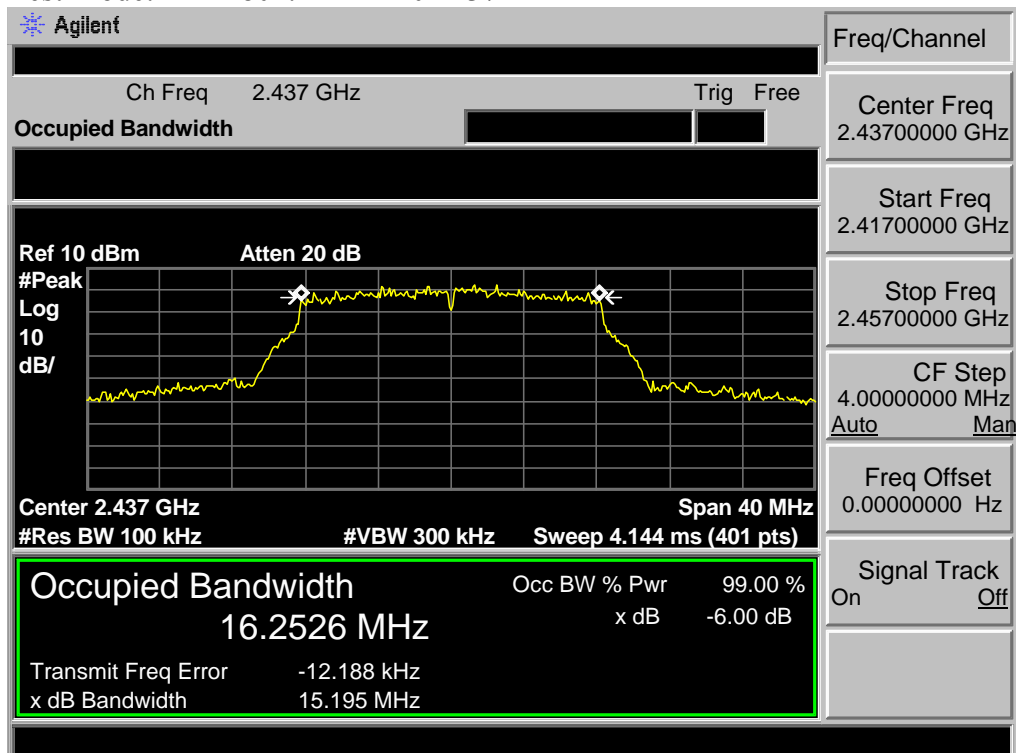 Agilent
Freq/Channel
Ch Freq 2.437 GHz Trig Free
Occupied Bandwidth
Center Freq
2.43700000 GHz
Start Freq
2.41700000 GHz
Stop Freq
2.45700000 GHz
CF Step
4.00000000 MHz
Auto Man
Freq Offset
0.00000000 Hz
Signal Track
On Off
Ref 10 dBm Atten 20 dB
#Peak
Log
10
dB/
Center 2.437 GHz Span 40 MHz
#Res BW 100 kHz #VBW 300 kHz Sweep 4.144 ms (401 pts)
Occupied Bandwidth
16.2526 MHz
Occ BW % Pwr 99.00 %
x dB -6.00 dB
Transmit Freq Error -12.188 kHz
x dB Bandwidth 15.195 MHz